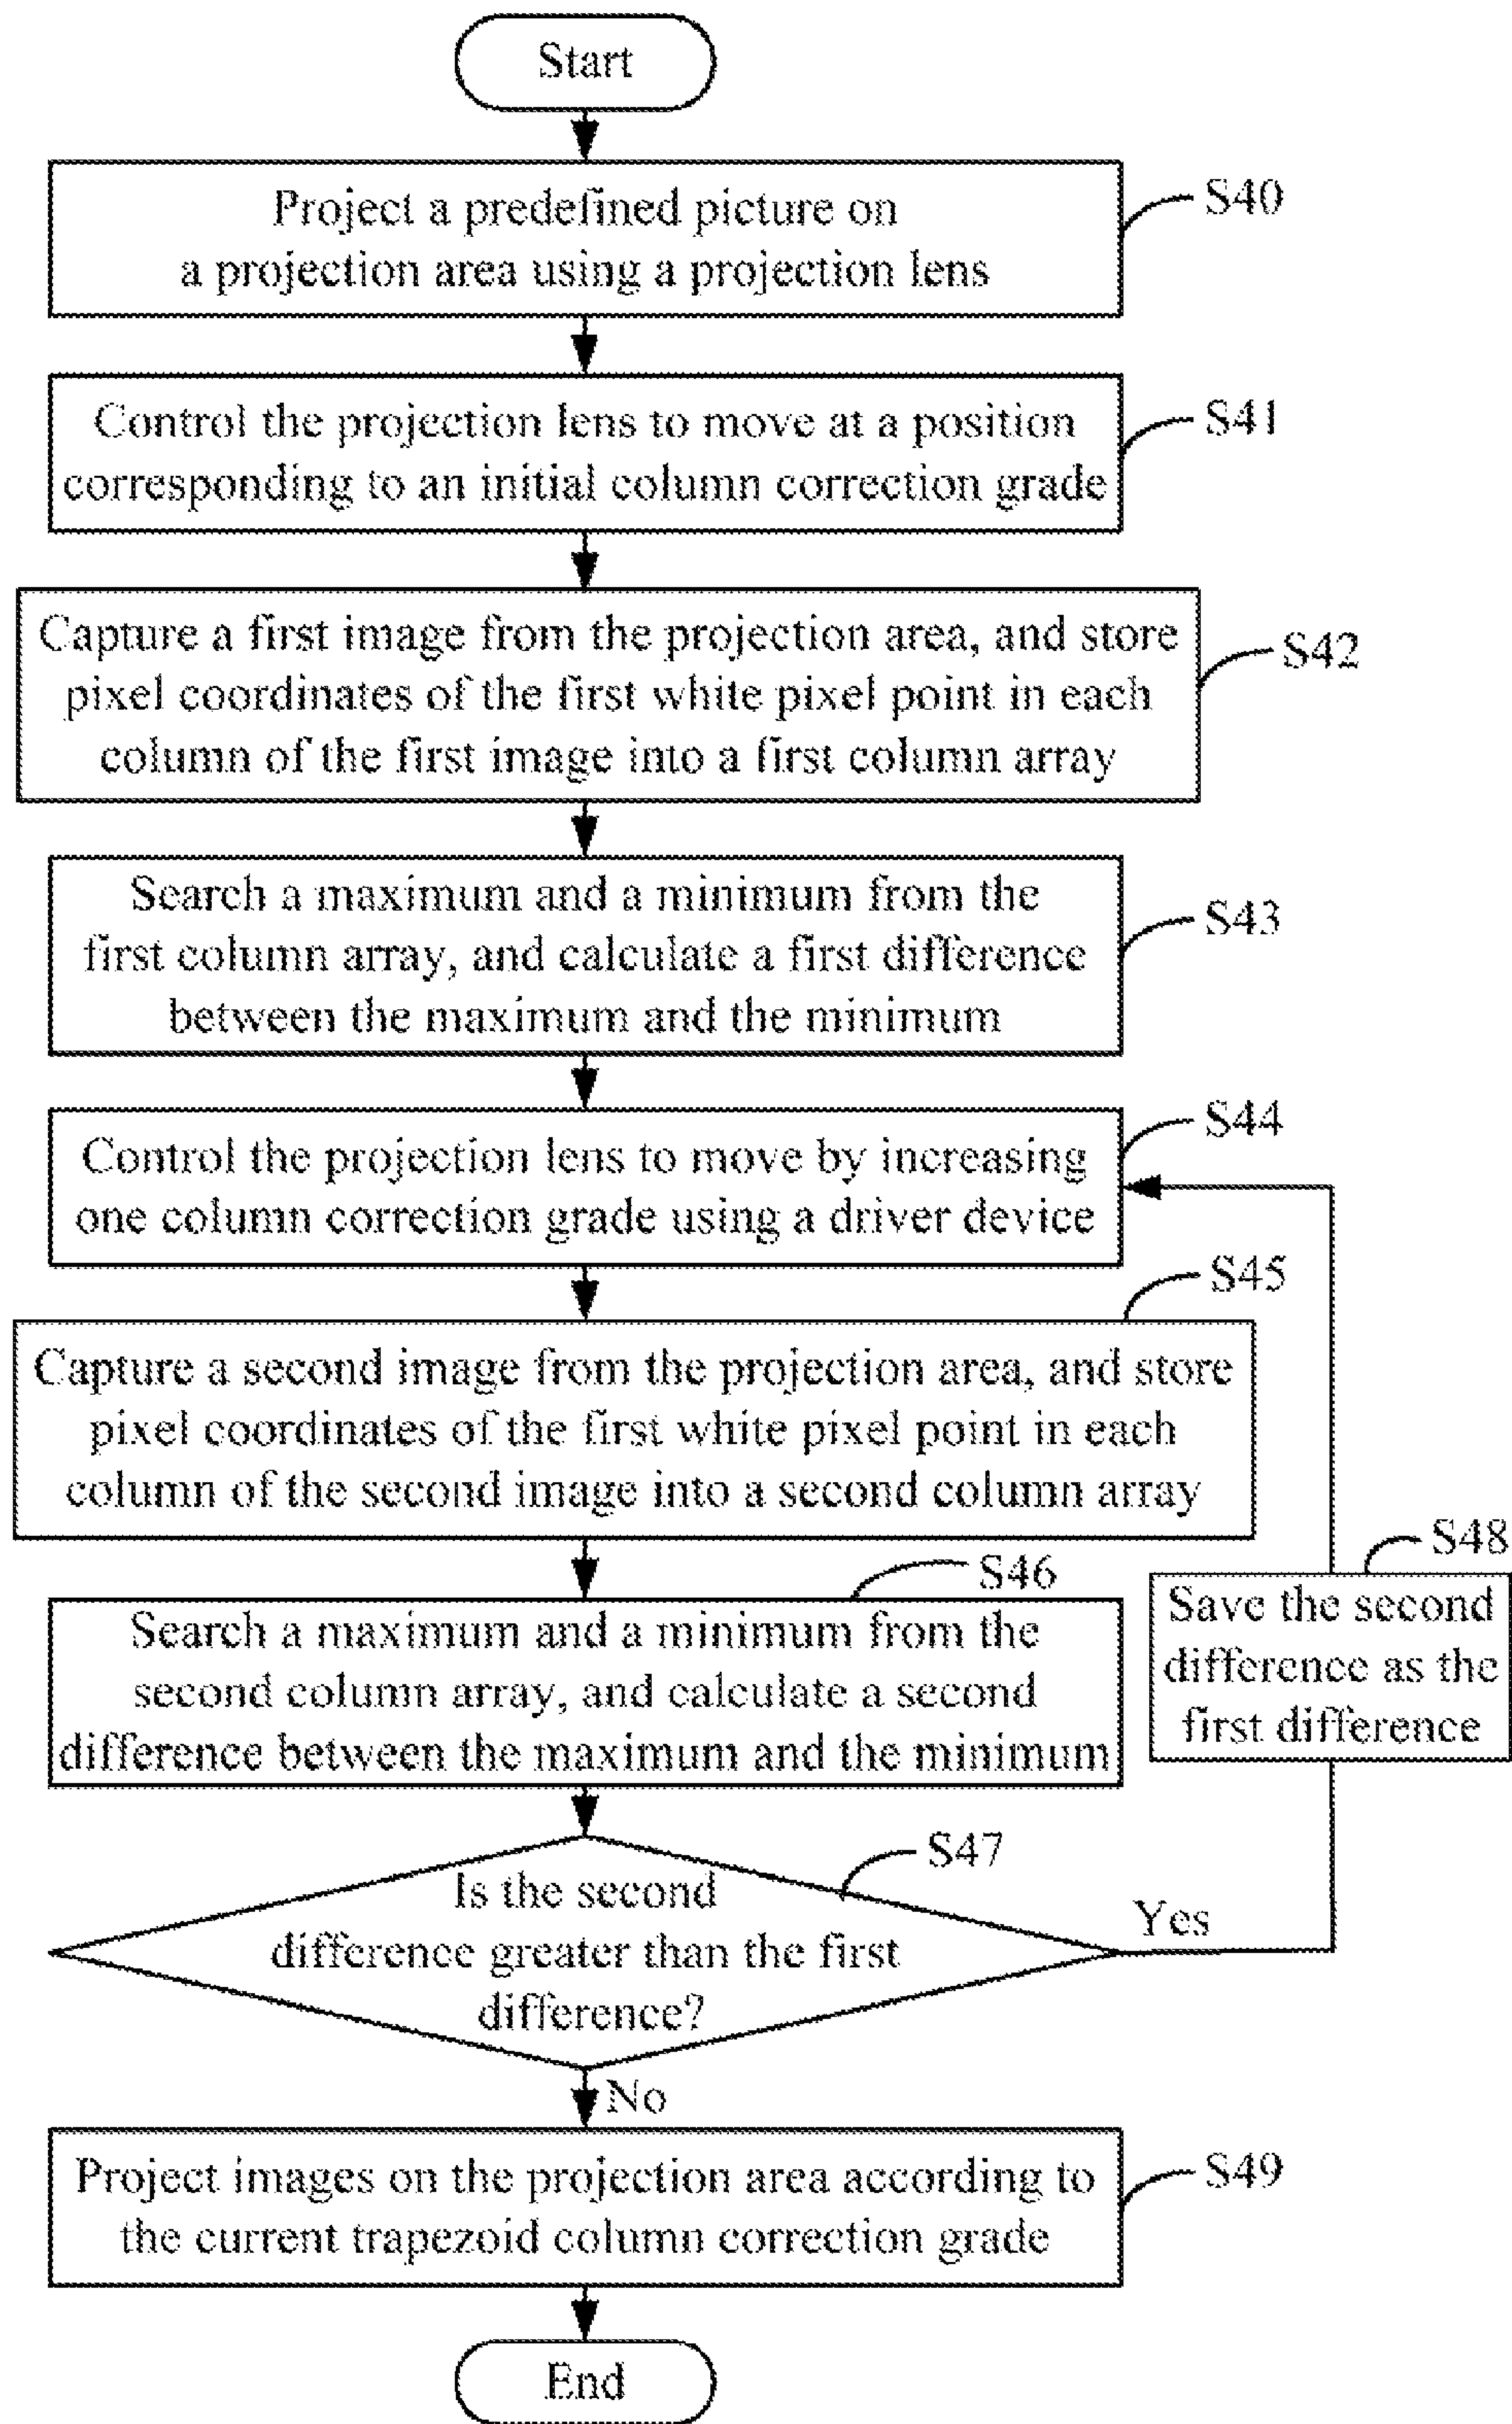 Start
Project a predefined picture on
a projection area using a projection lens
S40
Control the projection lens to move at a position
corresponding to an initial column correction grade
S41
Capture a first image from the projection area, and store
pixel coordinates of the first white pixel point in each
column of the first image into a first column array
S42
Search a maximum and a minimum from the
first column array, and calculate a first difference
between the maximum and the minimum
S43
Control the projection lens to move by increasing
one column correction grade using a driver device
S44
Capture a second image from the projection area, and store
pixel coordinates of the first white pixel point in each
column of the second image into a second column array
S45
Search a maximum and a minimum from the
second column array, and calculate a second
difference between the maximum and the minimum
S46
Save the second
difference as the
first difference
S48
Is the second
difference greater than the first
difference?
S47
Yes
No
Project images on the projection area according to
the current trapezoid column correction grade
S49
End